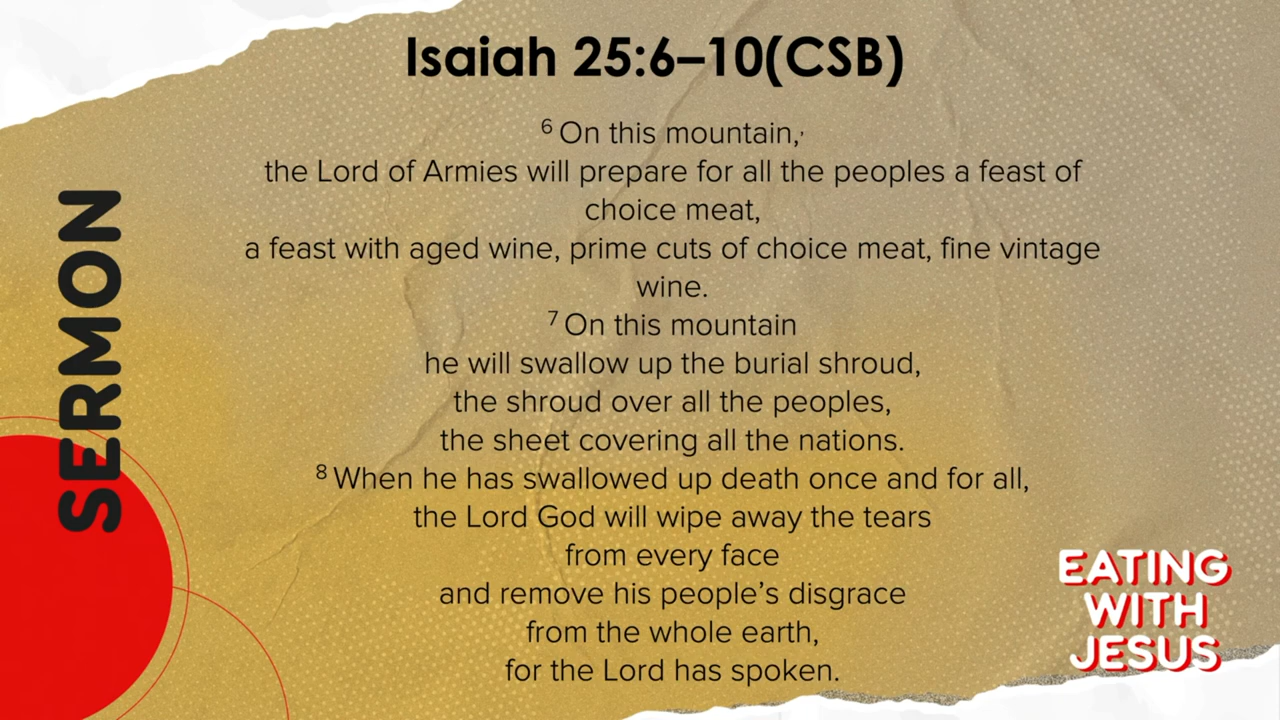 Isaiah 25:6–10(CSB)
6 On this mountain,,
the Lord of Armies will prepare for all the peoples a feast of
choice meat,
a feast with aged wine, prime cuts of choice meat, fine vintage
wine.
7 On this mountain
he will swallow up the burial shroud,
the shroud over all the peoples,
the sheet covering all the nations.
8 When he has swallowed up death once and for all,
the Lord God will wipe away the tears
from every face
and remove his people’s disgrace
from the whole earth,
for the Lord has spoken.
SERMON
EATING
WITH
JESUS